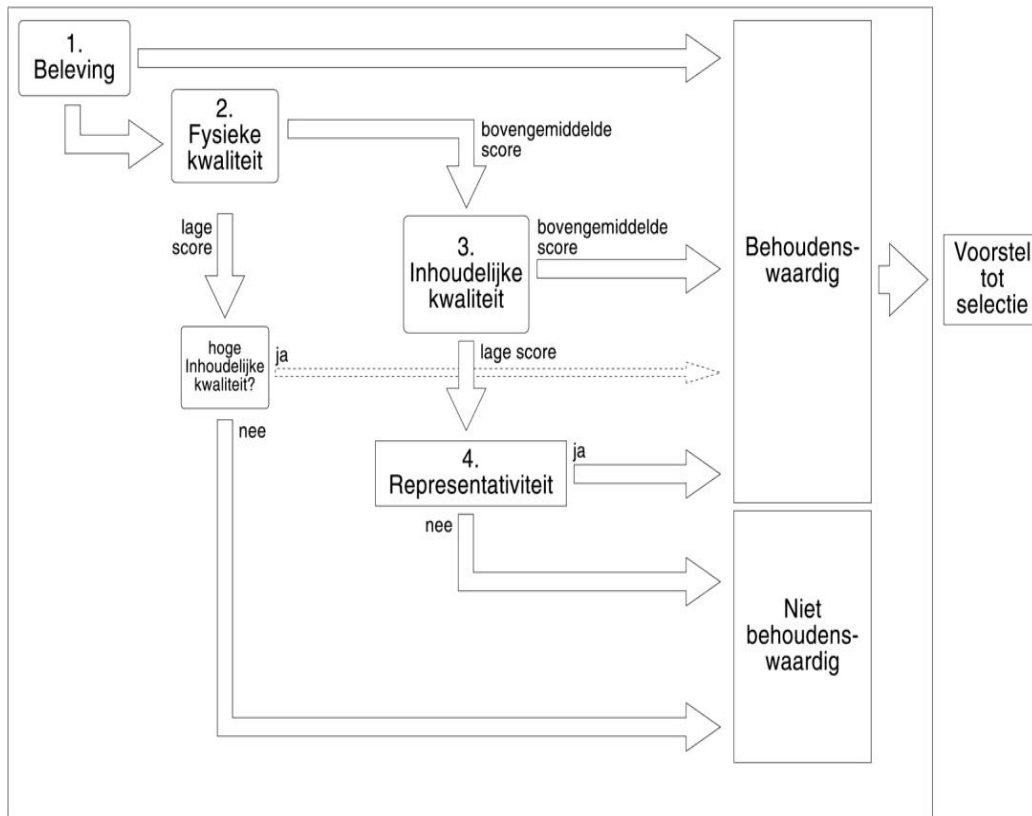 1.
Beleving
2.
Fysieke
kwaliteit
bovengemiddelde
score
lage
score
3.
Inhoudelijke
kwaliteit
bovengemiddelde
score
Behoudens-
waardig
Voorstel
tot
selectie
hoge
Inhoudelijke
kwaliteit?
ja
lage score
nee
4.
Representativiteit
ja
nee
Niet
behoudens-
waardig